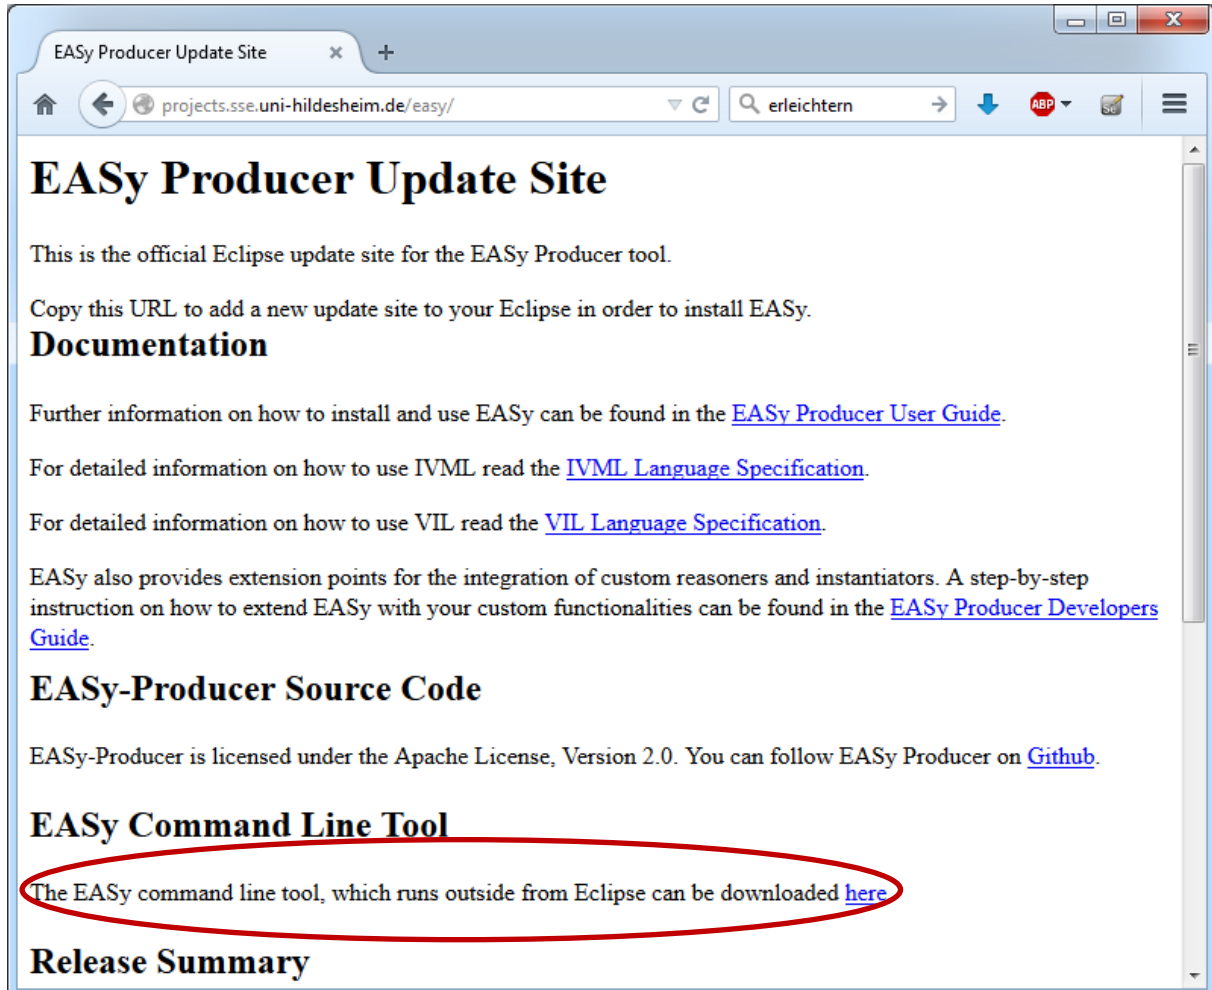 EASy Producer Update Site
projects.sse.uni-hildesheim.de/easy/
erleichtern
ABP
EASy Producer Update Site
This is the official Eclipse update site for the EASy Producer tool.
Copy this URL to add a new update site to your Eclipse in order to install EASy.
Documentation
Further information on how to install and use EASy can be found in the EASy Producer User Guide.
For detailed information on how to use IVML read the IVML Language Specification.
For detailed information on how to use VIL read the VIL Language Specification.
EASy also provides extension points for the integration of custom reasoners and instantiators. A step-by-step
instruction on how to extend EASy with your custom functionalities can be found in the EASy Producer Developers
Guide.
EASy-Producer Source Code
EASy-Producer is licensed under the Apache License, Version 2.0. You can follow EASy Producer on Github.
EASy Command Line Tool
The EASy command line tool, which runs outside from Eclipse can be downloaded here
Release Summary